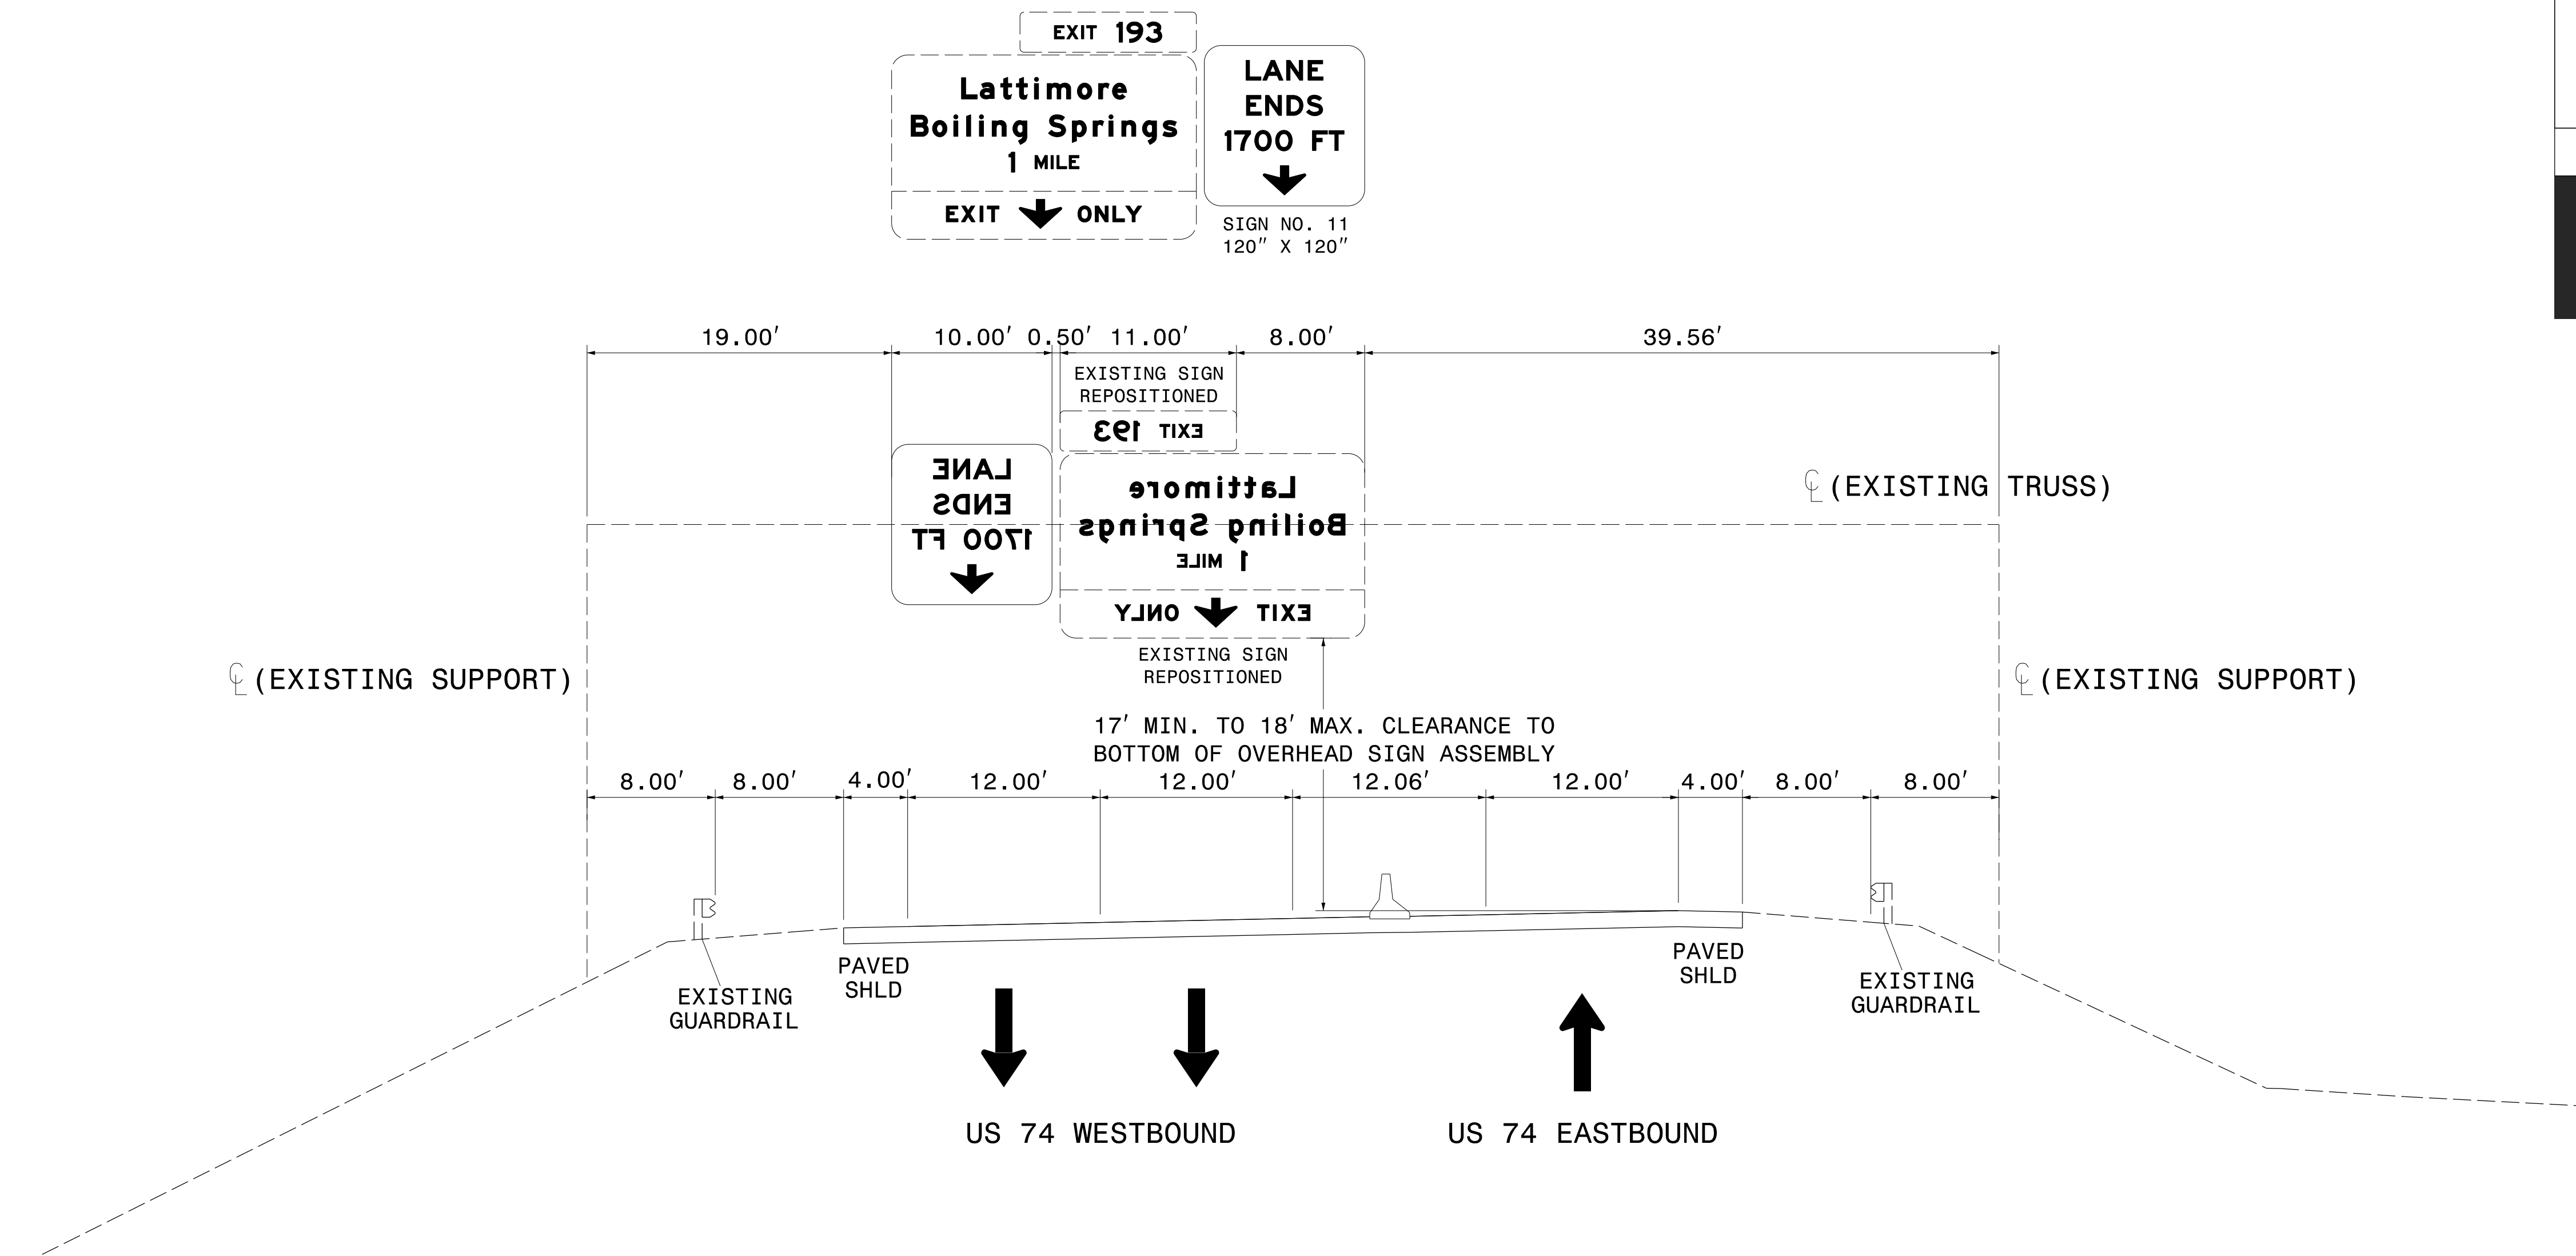 EXIT 193
Lattimore
Boiling Springs
1 MILE
EXIT ONLY
LANE
ENDS
1700 FT
SIGN NO. 11
120" X 120"
19.00' 10.00' 0.50' 11.00' 8.00' 39.56'
EXISTING SIGN
REPOSITIONED
EXIT 193
LANE
ENDS
1700 FT
Lattimore
Boiling Springs
1 MILE
EXIT ONLY
℄ (EXISTING TRUSS)
EXISTING SIGN
REPOSITIONED
℄ (EXISTING SUPPORT)
℄ (EXISTING SUPPORT)
17' MIN. TO 18' MAX. CLEARANCE TO
BOTTOM OF OVERHEAD SIGN ASSEMBLY
8.00' 8.00' 4.00' 12.00' 12.00' 12.06' 12.00' 4.00' 8.00' 8.00'
EXISTING
GUARDRAIL
PAVED
SHLD
PAVED
SHLD
EXISTING
GUARDRAIL
US 74 WESTBOUND
US 74 EASTBOUND